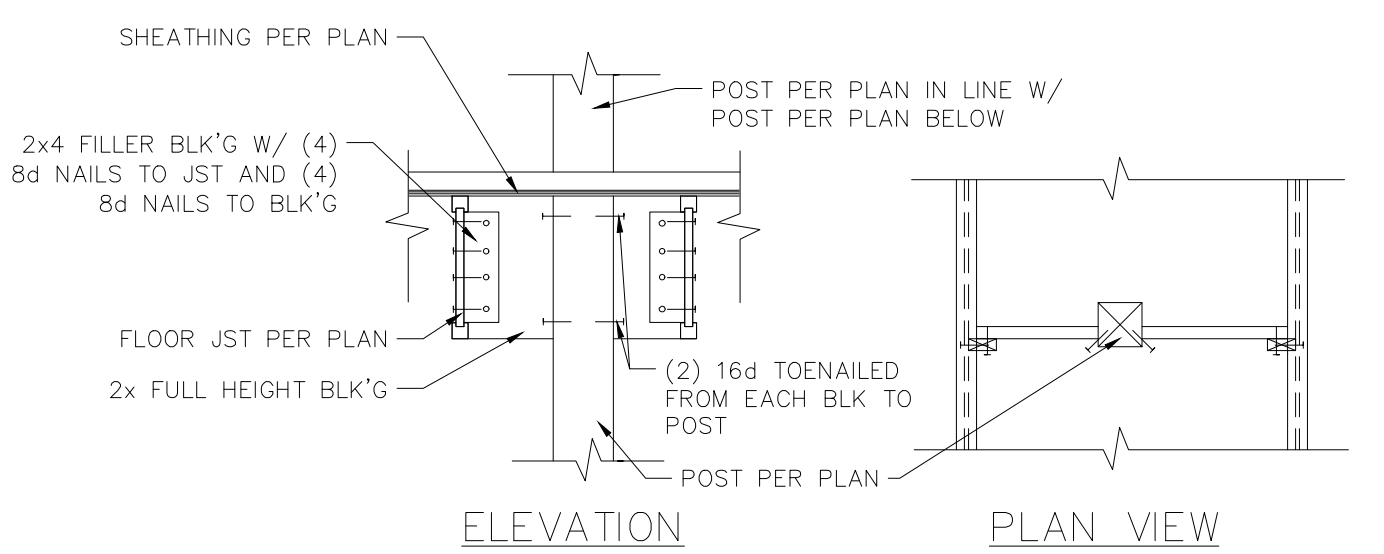 SHEATHING PER PLAN
POST PER PLAN IN LINE W/
POST PER PLAN BELOW
2x4 FILLER BLK'G W/ (4)
8d NAILS TO JST AND (4)
8d NAILS TO BLK'G
FLOOR JST PER PLAN
2x FULL HEIGHT BLK'G
(2) 16d TOENAILED
FROM EACH BLK TO
POST
POST PER PLAN
ELEVATION
PLAN VIEW